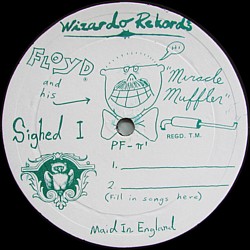 Wizardo Rekords
FLOYD ®
and his
"Miracle Muffler"
Hi
REGD. T.M.
Sighed I
PF-π'
1.
2.
(fill in songs here)
Maid In England